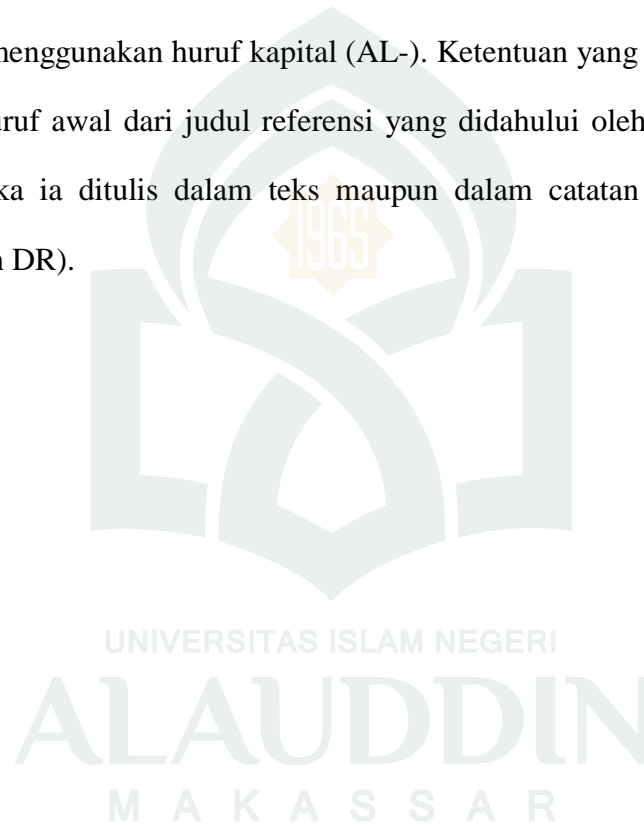 menggunakan huruf kapital (AL-). Ketentuan yang
uruf awal dari judul referensi yang didahului oleh
ka ia ditulis dalam teks maupun dalam catatan
n DR).
1965
UNIVERSITAS ISLAM NEGERI
ALAUDDIN
MAKASSAR